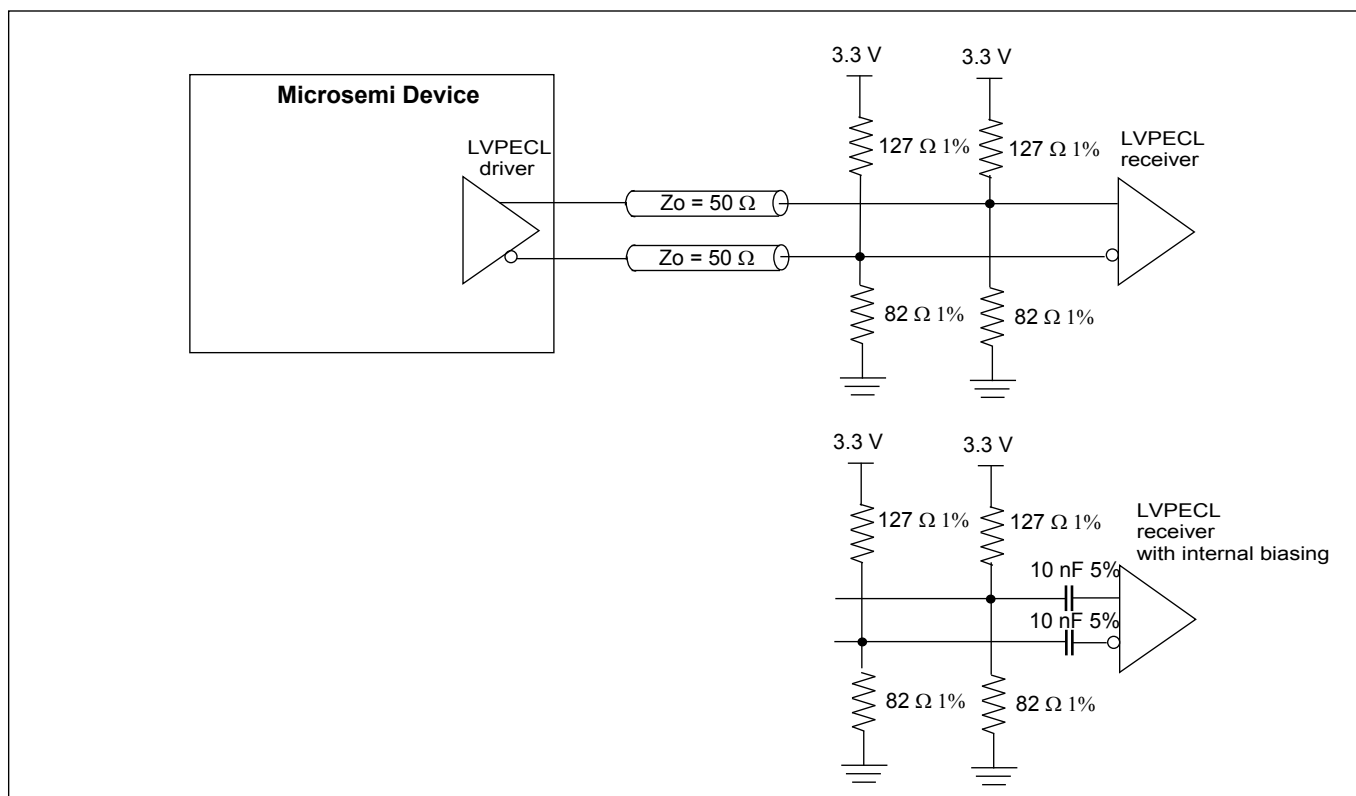 3.3 V 3.3 V
Microsemi Device
LVPECL
driver
127 Ω 1% 127 Ω 1%
LVPECL
receiver
Zo = 50 Ω
Zo = 50 Ω
82 Ω 1% 82 Ω 1%
3.3 V 3.3 V
127 Ω 1% 127 Ω 1%
LVPECL
receiver
with internal biasing
10 nF 5%
10 nF 5%
82 Ω 1% 82 Ω 1%